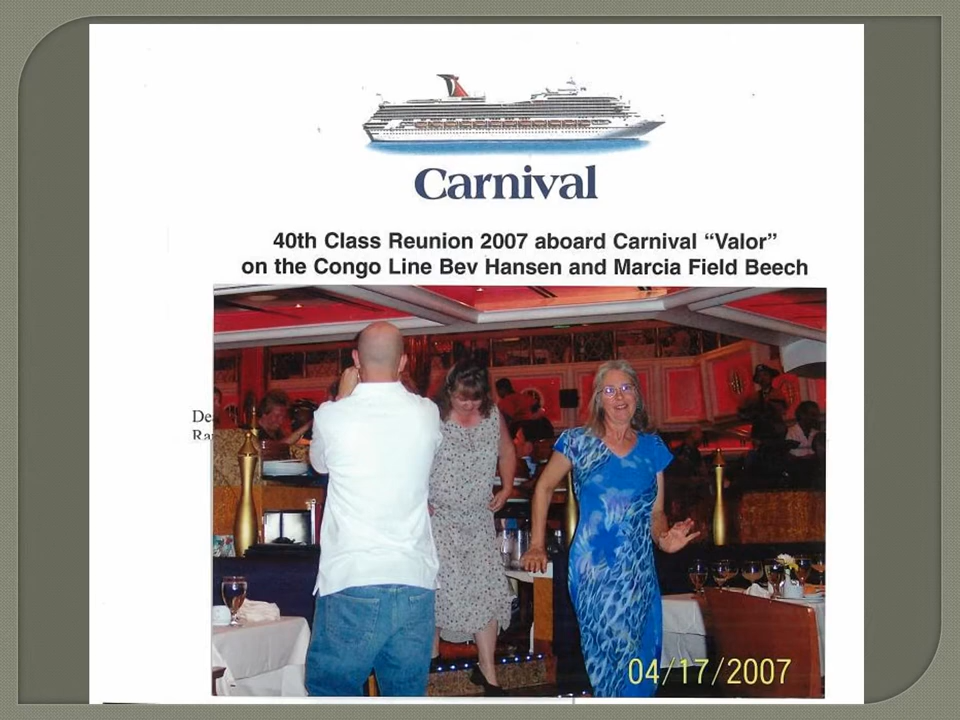 Carnival
40th Class Reunion 2007 aboard Carnival “Valor”
on the Congo Line Bev Hansen and Marcia Field Beech
04/17/2007